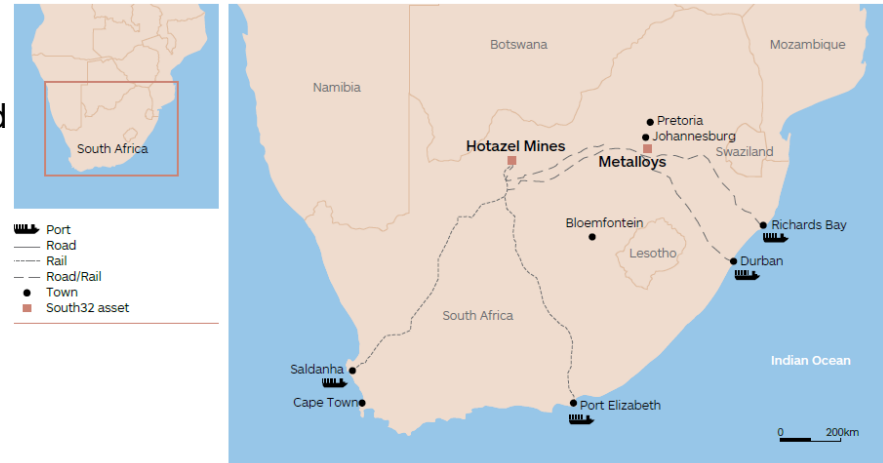 d
South Africa
Port
Road
Rail
Road/Rail
Town
South32 asset
Botswana
Mozambique
Namibia
Pretoria
Johannesburg
Hotazel Mines
Metalloys
Swaziland
Bloemfontein
Richards Bay
Lesotho
Durban
South Africa
Indian Ocean
Saldanha
Cape Town
Port Elizabeth
0 200km